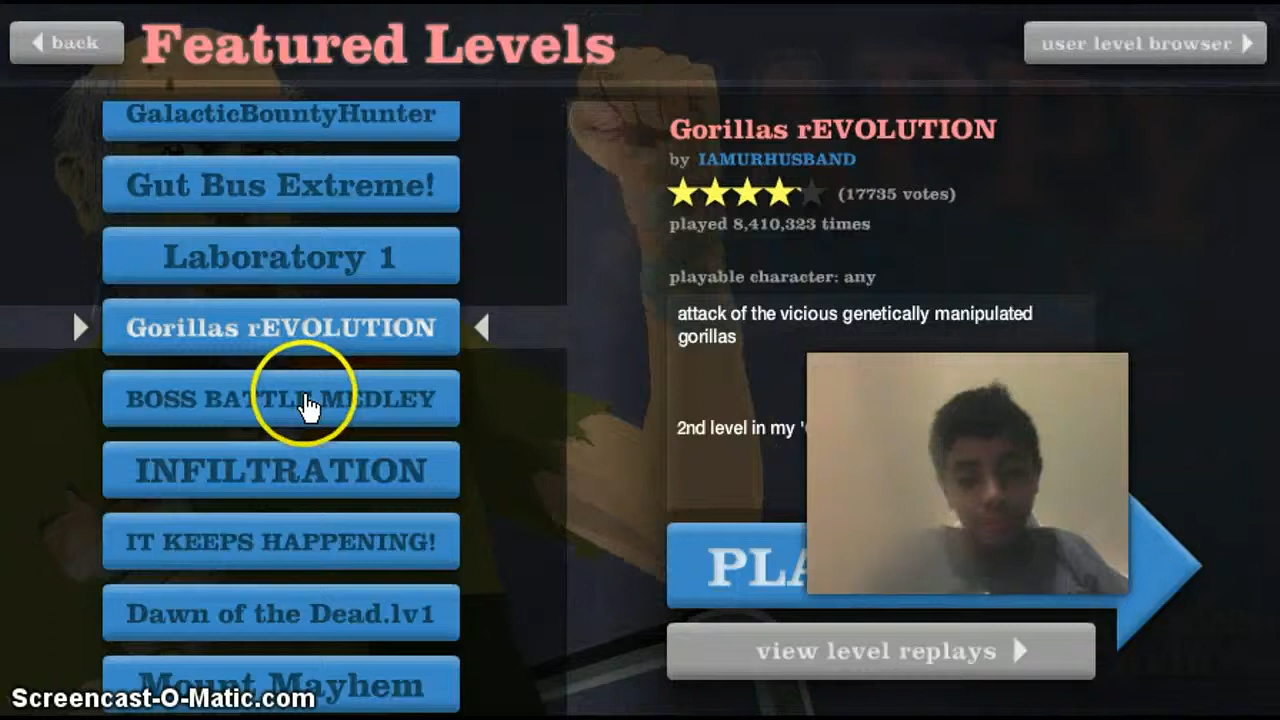 back
Featured Levels
user level browser
GalacticBountyHunter
Gut Bus Extreme!
Laboratory 1
Gorillas rEVOLUTION
BOSS BATTLE MEDLEY
INFILTRATION
IT KEEPS HAPPENING!
Dawn of the Dead.lv1
Mount Mayhem
Gorillas rEVOLUTION
by IAMURHUSBAND
(17735 votes)
played 8,410,323 times
playable character: any
attack of the vicious genetically manipulated
gorillas
2nd level in my '
PLA
view level replays
Screencast-O-Matic.com